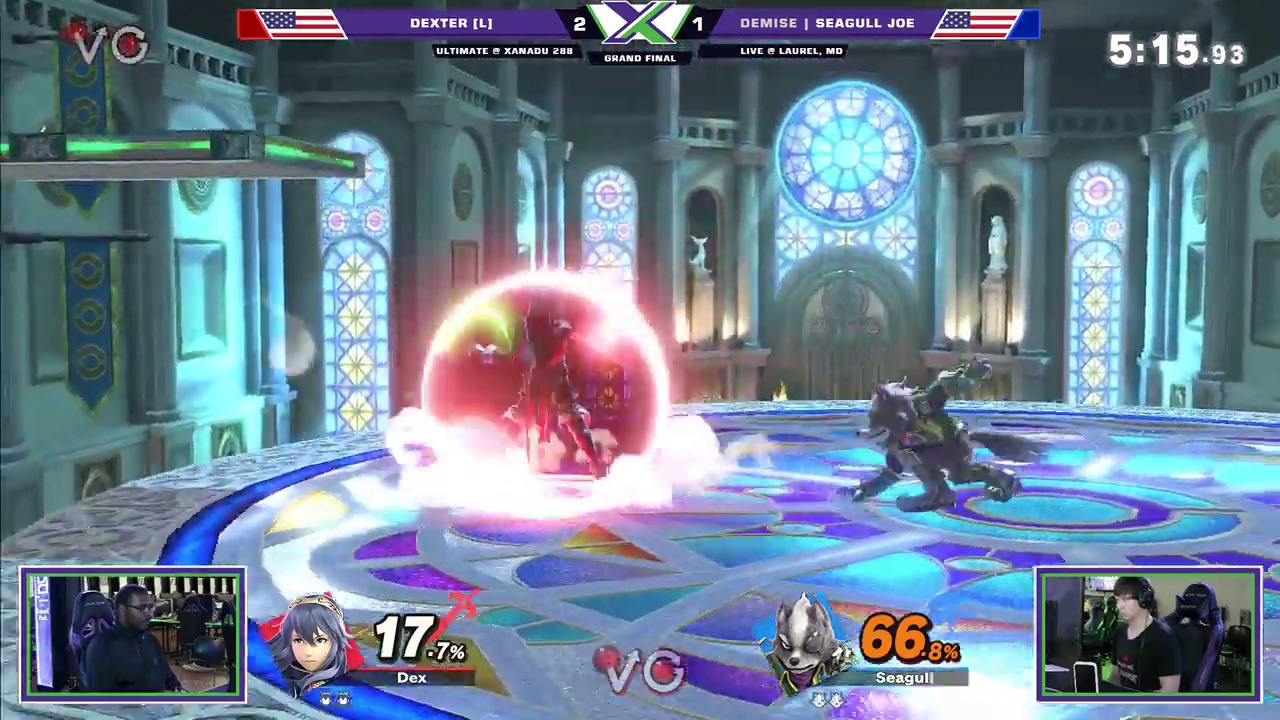 DEXTER [L]
2
1
DEMISE | SEAGULL JOE
ULTIMATE @ XANADU 288
GRAND FINAL
LIVE @ LAUREL, MD
VG
5:15.93
17.7%
Dex
VG
66.8%
Seagull